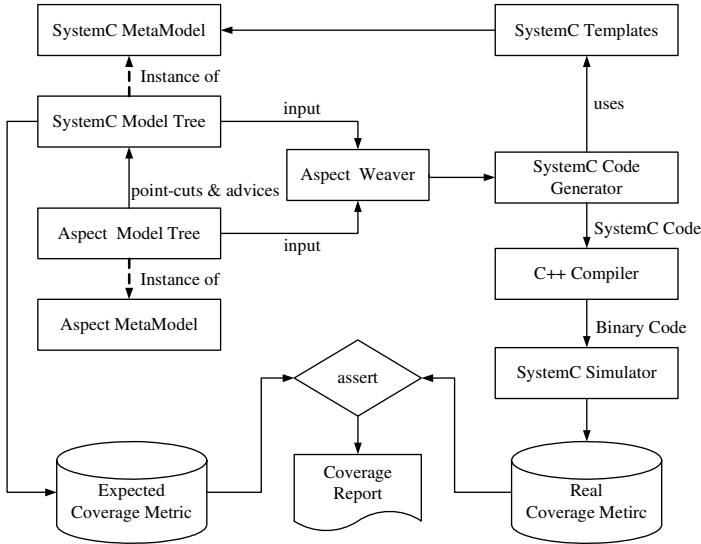 SystemC MetaModel
SystemC Templates
Instance of
uses
SystemC Model Tree
input
Aspect Weaver
SystemC Code
Generator
point-cuts & advices
Aspect Model Tree
input
SystemC Code
Instance of
C++ Compiler
Aspect MetaModel
Binary Code
assert
SystemC Simulator
Expected
Coverage Metric
Coverage
Report
Real
Coverage Metirc